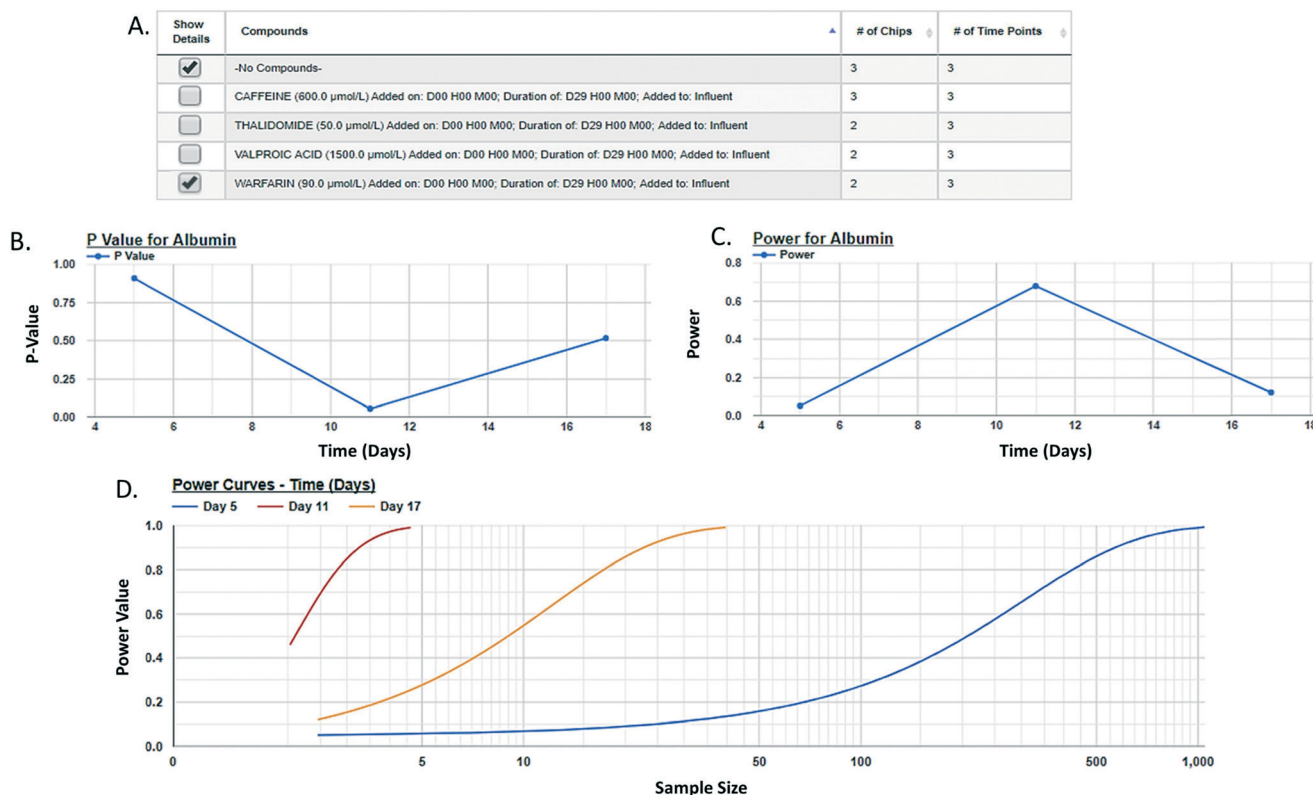 A.
Show Details Compounds # of Chips # of Time Points
-No Compounds- 3 3
CAFFEINE (600.0 µmol/L) Added on: D00 H00 M00; Duration of: D29 H00 M00; Added to: Influent 3 3
THALIDOMIDE (50.0 µmol/L) Added on: D00 H00 M00; Duration of: D29 H00 M00; Added to: Influent 2 3
VALPROIC ACID (1500.0 µmol/L) Added on: D00 H00 M00; Duration of: D29 H00 M00; Added to: Influent 2 3
WARFARIN (90.0 µmol/L) Added on: D00 H00 M00; Duration of: D29 H00 M00; Added to: Influent 2 3
B.
P Value for Albumin
P Value
P-Value
1.00
0.75
0.50
0.25
0.00
4 6 8 10 12 14 16 18
Time (Days)
C.
Power for Albumin
Power
Power
0.8
0.6
0.4
0.2
0.0
4 6 8 10 12 14 16 18
Time (Days)
D.
Power Curves - Time (Days)
Day 5 Day 11 Day 17
Power Value
1.0
0.8
0.6
0.4
0.2
0.0
0 5 10 50 100 500 1,000
Sample Size